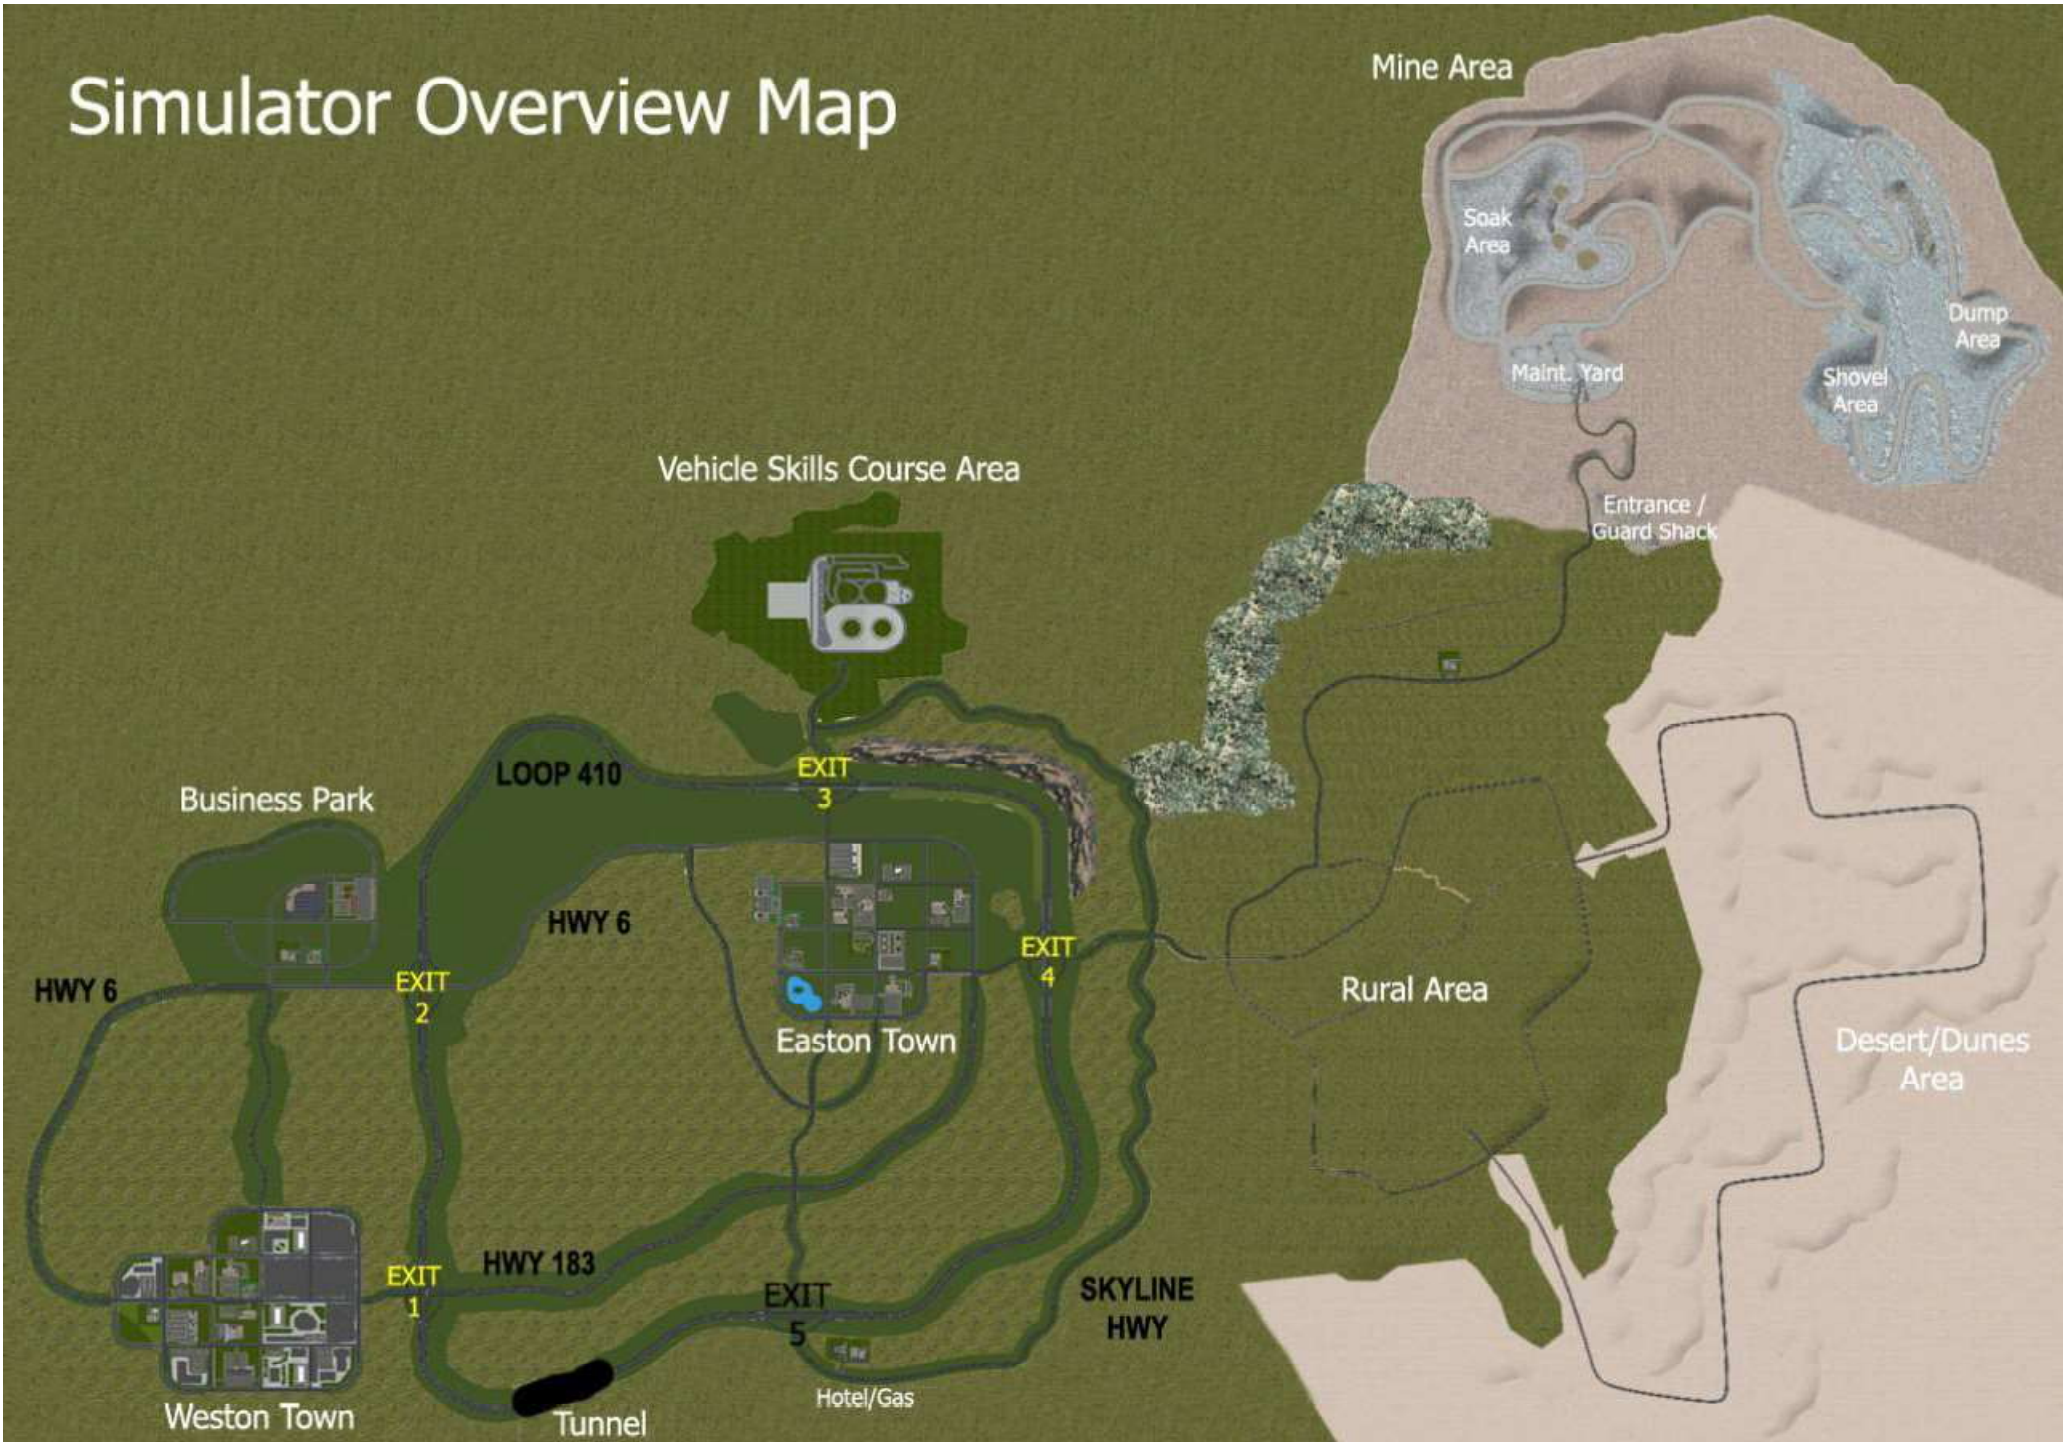 Simulator Overview Map
Mine Area
Soak
Area
Dump
Area
Maint. Yard
Shovel
Area
Vehicle Skills Course Area
Entrance /
Guard Shack
LOOP 410
EXIT
3
Business Park
HWY 6
EXIT
4
HWY 6
EXIT
2
Rural Area
Easton Town
Desert/Dunes
Area
HWY 183
EXIT
1
EXIT
5
SKYLINE
HWY
Hotel/Gas
Weston Town
Tunnel